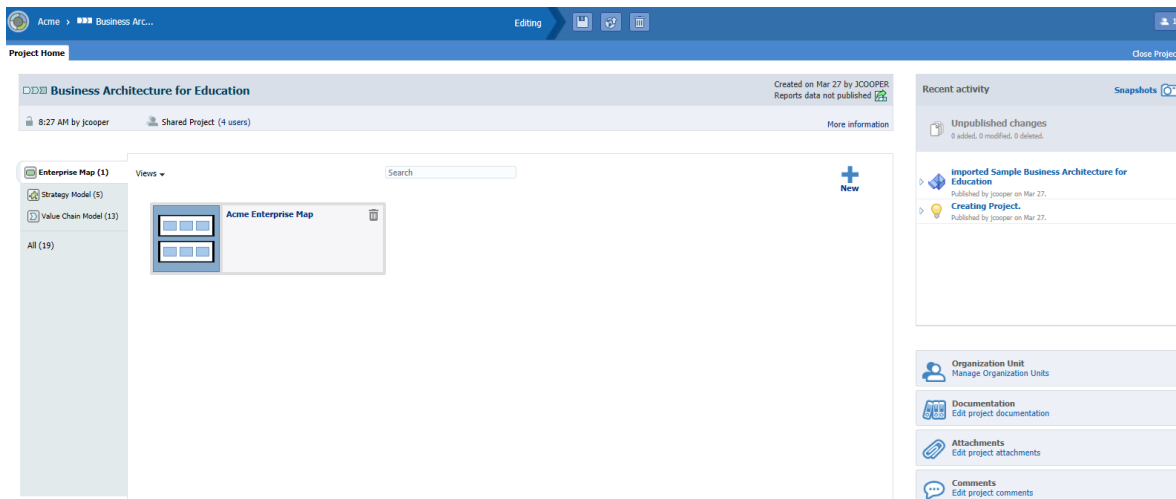 Acme › Business Arc...
Editing
1
Project Home
Close Projec
Business Architecture for Education
Created on Mar 27 by JCOOPER
Reports data not published
8:27 AM by jcooper
Shared Project (4 users)
More information
Enterprise Map (1)
Strategy Model (5)
Value Chain Model (13)
All (19)
Views
Search
New
Acme Enterprise Map
Recent activity
Snapshots
Unpublished changes
0 added, 0 modified, 0 deleted.
imported Sample Business Architecture for
Education
Published by jcooper on Mar 27.
Creating Project.
Published by jcooper on Mar 27.
Organization Unit
Manage Organization Units
Documentation
Edit project documentation
Attachments
Edit project attachments
Comments
Edit project comments